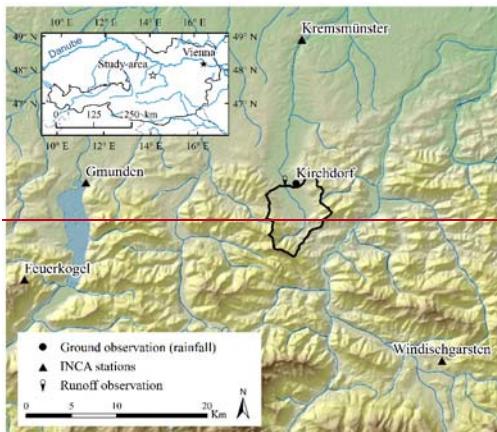 Kremsmünster
10° E 12° E 14° E 16° E
49° N 49° N
48° N 48° N
47° N 47° N
Danube
Vienna
Study-area
0 125 250 km
10° E 12° E 14° E 16° E
Gmunden
Kirchdorf
Feuerkogel
Windischgarsten
Ground observation (rainfall)
INCA stations
Runoff observation
0 5 10 20
Km
N